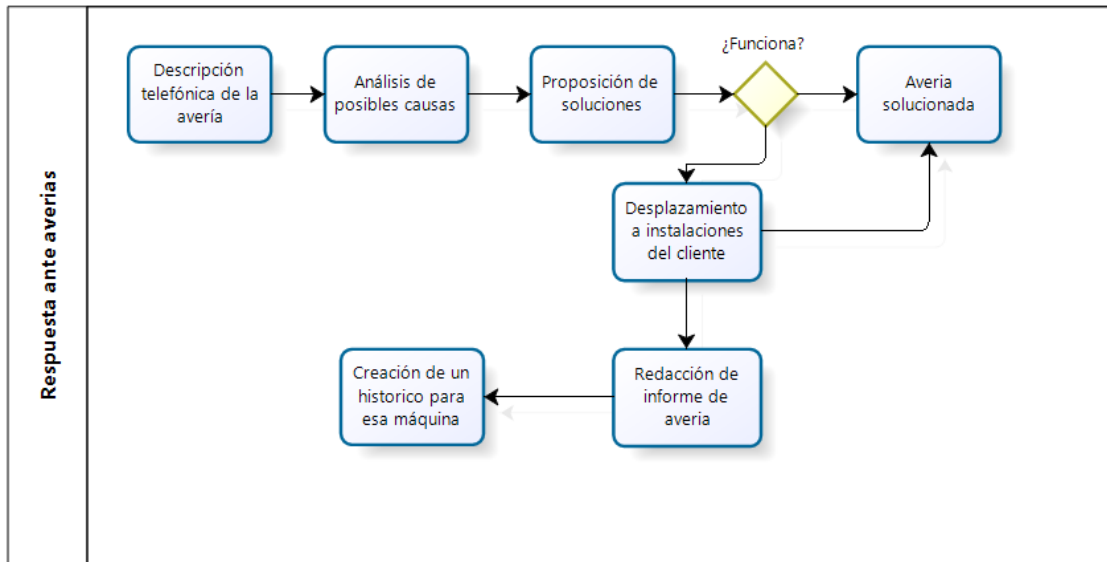 Respuesta ante averias
Descripción
telefónica de la
avería
Análisis de
posibles causas
Proposición de
soluciones
¿Funciona?
Averia
solucionada
Desplazamiento
a instalaciones
del cliente
Creación de un
historico para
esa máquina
Redacción de
informe de
averia